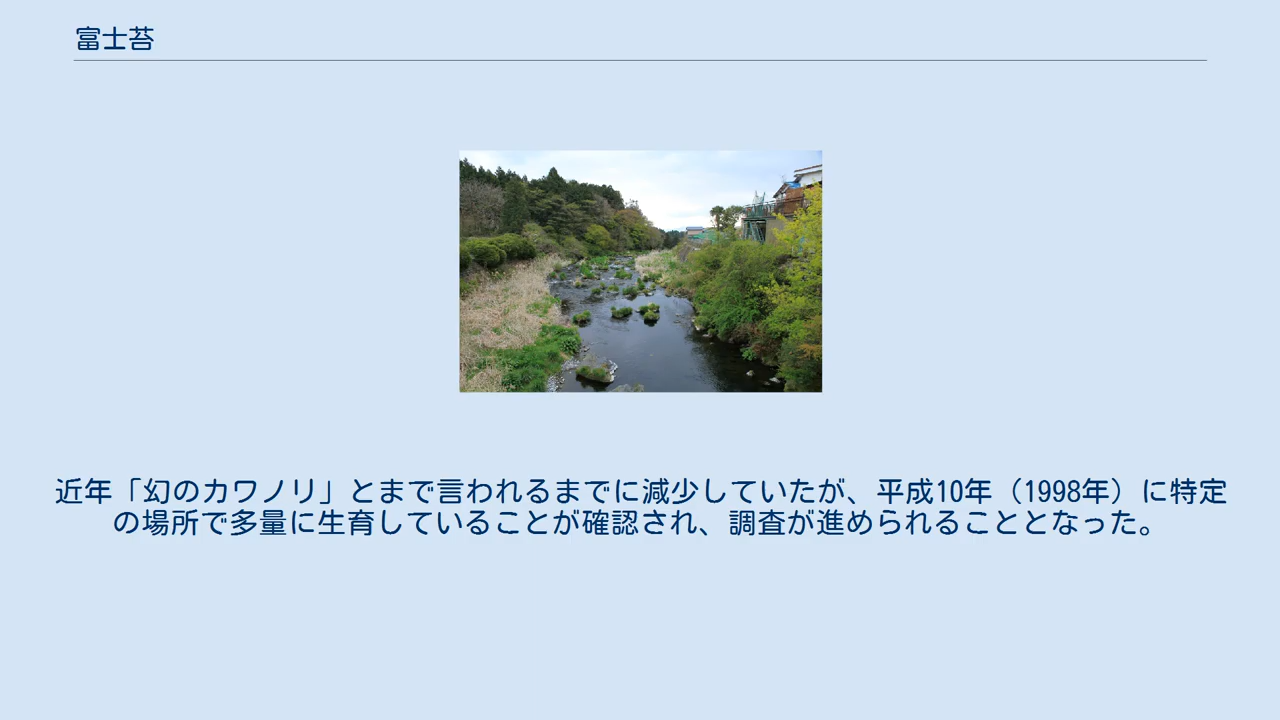 富士苔
近年「幻のカワノリ」とまで言われるまでに減少していたが、平成10年（1998年）に特定
の場所で多量に生育していることが確認され、調査が進められることとなった。